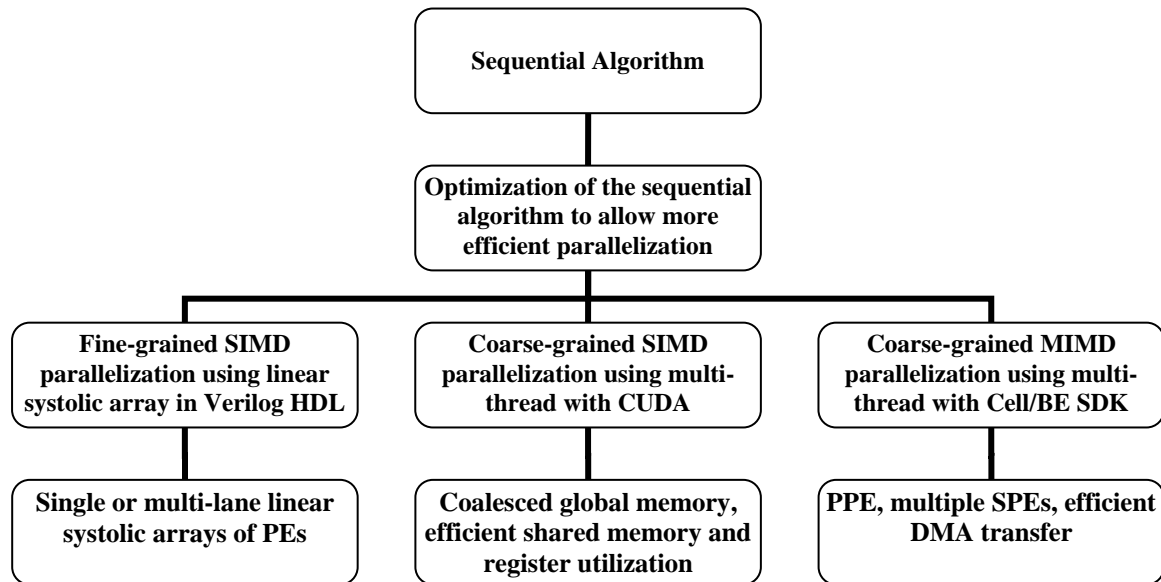 Sequential Algorithm
Optimization of the sequential
algorithm to allow more
efficient parallelization
Fine-grained SIMD
parallelization using linear
systolic array in Verilog HDL
Coarse-grained SIMD
parallelization using multi-
thread with CUDA
Coarse-grained MIMD
parallelization using multi-
thread with Cell/BE SDK
Single or multi-lane linear
systolic arrays of PEs
Coalesced global memory,
efficient shared memory and
register utilization
PPE, multiple SPEs, efficient
DMA transfer